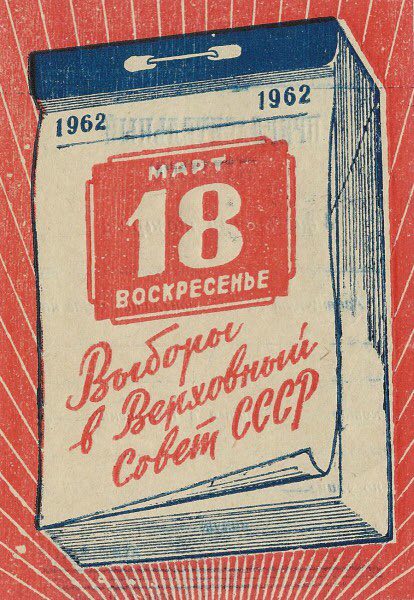 1962 1962
МАРТ
18
ВОСКРЕСЕНЬЕ
Выборы
в Верховный
Совет СССР